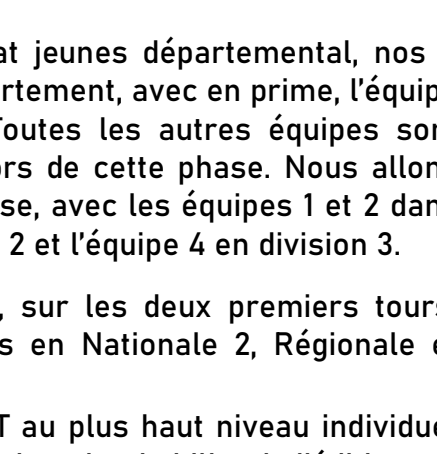 at jeunes départemental, nos
rtement, avec en prime, l'équip
Toutes les autres équipes sor
ors de cette phase. Nous allon
se, avec les équipes 1 et 2 dan
2 et l'équipe 4 en division 3.
, sur les deux premiers tours
s en Nationale 2, Régionale e
T au plus haut niveau individue